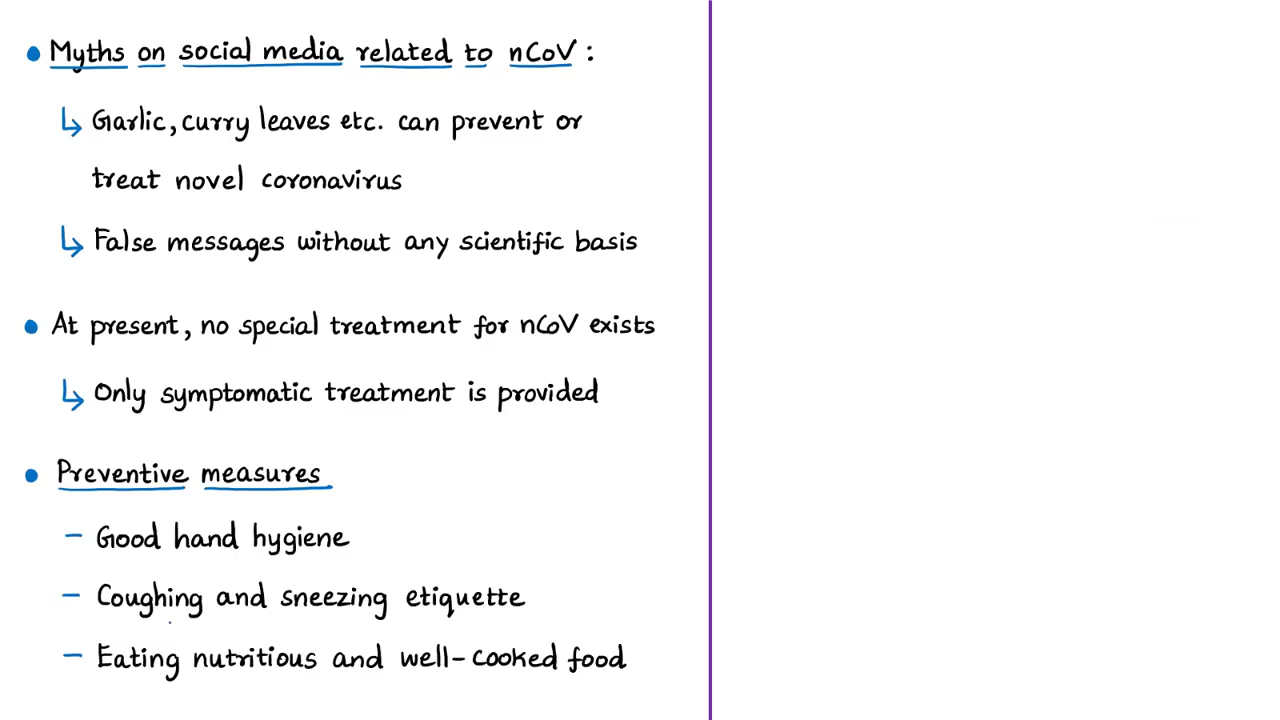 • Myths on social media related to nCoV :
↳ Garlic, curry leaves etc. can prevent or
treat novel coronavirus
↳ False messages without any scientific basis
• At present, no special treatment for nCoV exists
↳ Only symptomatic treatment is provided
• Preventive measures
– Good hand hygiene
– Coughing and sneezing etiquette
– Eating nutritious and well-cooked food